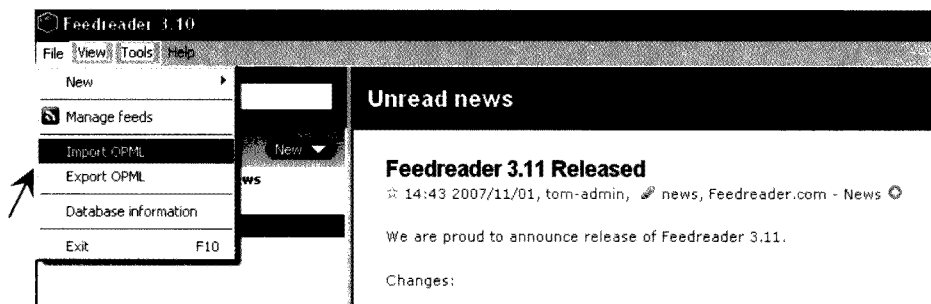 Feedreader 3.10
File View Tools Help
New
Manage feeds
Import OPML
Export OPML
Database information
Exit F10
New
ws
Unread news
Feedreader 3.11 Released
14:43 2007/11/01, tom-admin, news, Feedreader.com - News
We are proud to announce release of Feedreader 3.11.
Changes: